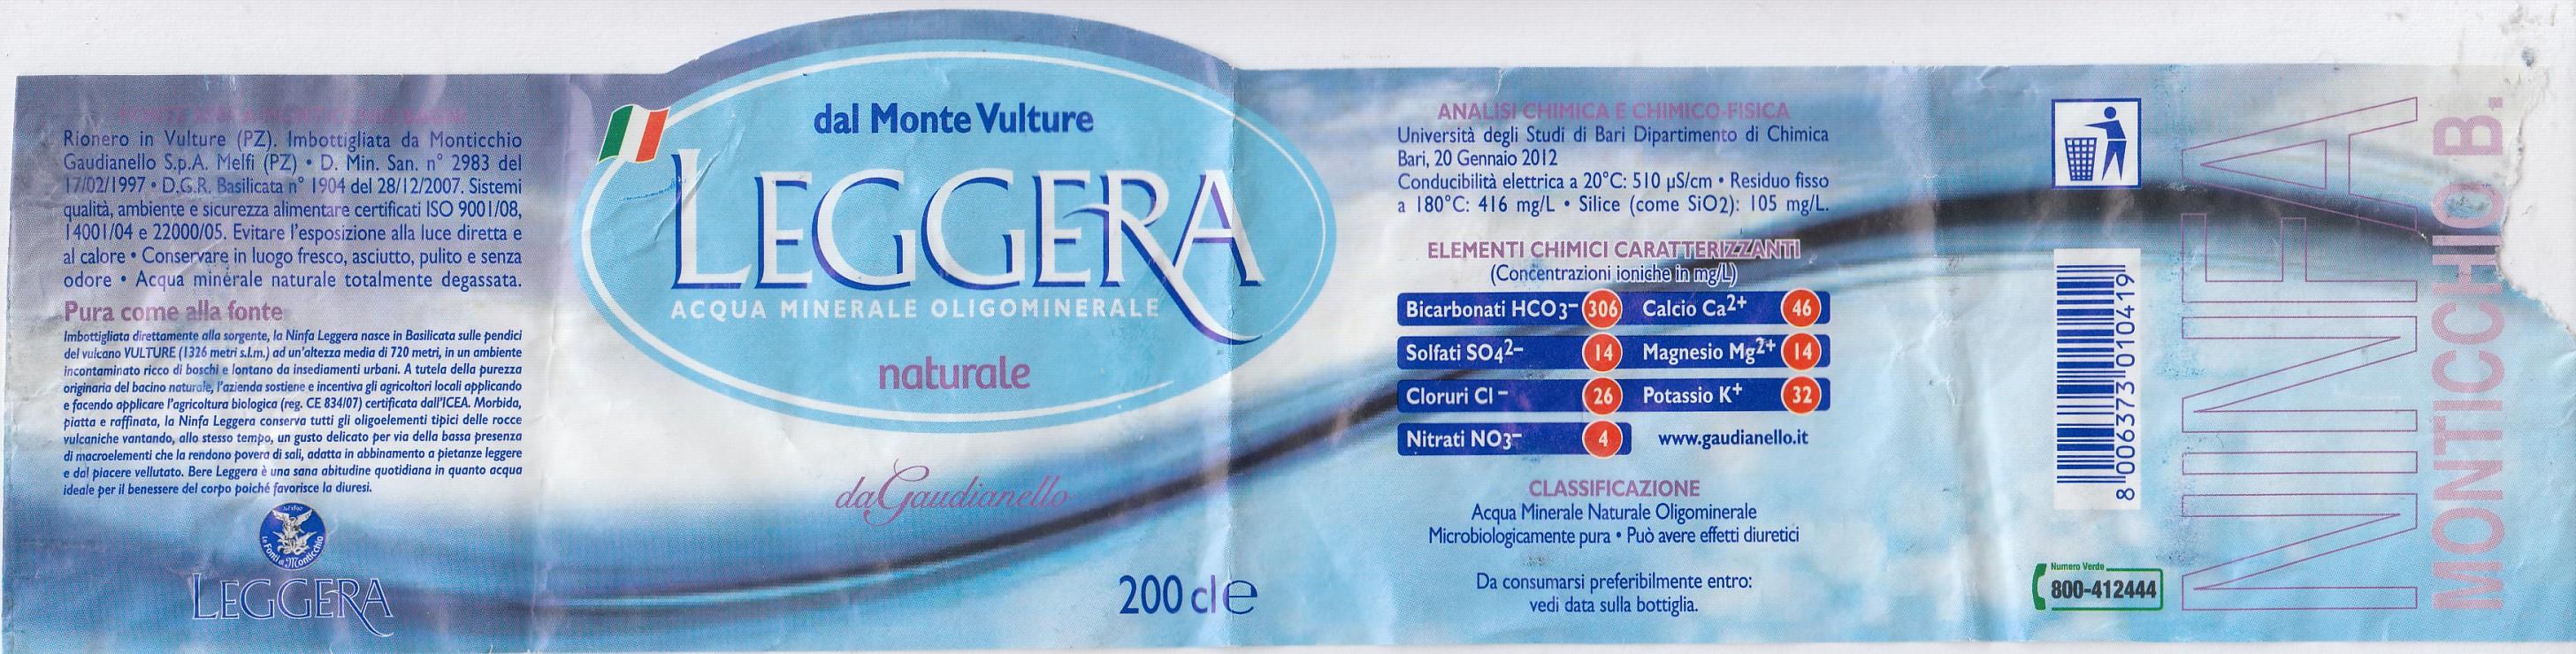 FONTE NINFA MONTICCHIO BAGNI
Rionero in Vulture (PZ). Imbottigliata da Monticchio
Gaudianello S.p.A. Melfi (PZ) • D. Min. San. n° 2983 del
17/02/1997 • D.G.R. Basilicata n° 1904 del 28/12/2007. Sistemi
qualità, ambiente e sicurezza alimentare certificati ISO 9001/08,
14001/04 e 22000/05. Evitare l'esposizione alla luce diretta e
al calore • Conservare in luogo fresco, asciutto, pulito e senza
odore • Acqua minerale naturale totalmente degassata.
Pura come alla fonte
Imbottigliata direttamente alla sorgente, la Ninfa Leggera nasce in Basilicata sulle pendici
del vulcano VULTURE (1326 metri s.l.m.) ad un'altezza media di 720 metri, in un ambiente
incontaminato ricco di boschi e lontano da insediamenti urbani. A tutela della purezza
originaria del bacino naturale, l'azienda sostiene e incentiva gli agricoltori locali applicando
e facendo applicare l'agricoltura biologica (reg. CE 834/07) certificata dall'ICEA. Morbida,
piatta e raffinata, la Ninfa Leggera conserva tutti gli oligoelementi tipici delle rocce
vulcaniche vantando, allo stesso tempo, un gusto delicato per via della bassa presenza
di macroelementi che la rendono povera di sali, adatta in abbinamento a pietanze leggere
e dal piacere vellutato. Bere Leggera è una sana abitudine quotidiana in quanto acqua
ideale per il benessere del corpo poiché favorisce la diuresi.
dal 1890
Le Fonti di Monticchio
LEGGERA
dal Monte Vulture
LEGGERA
ACQUA MINERALE OLIGOMINERALE
naturale
da Gaudianello
200 cl e
ANALISI CHIMICA E CHIMICO-FISICA
Università degli Studi di Bari Dipartimento di Chimica
Bari, 20 Gennaio 2012
Conducibilità elettrica a 20°C: 510 µS/cm • Residuo fisso
a 180°C: 416 mg/L • Silice (come SiO2): 105 mg/L.
ELEMENTI CHIMICI CARATTERIZZANTI
(Concentrazioni ioniche in mg/L)
Bicarbonati HCO3− 306 Calcio Ca2+ 46
Solfati SO42− 14 Magnesio Mg2+ 14
Cloruri Cl − 26 Potassio K+ 32
Nitrati NO3− 4 www.gaudianello.it
CLASSIFICAZIONE
Acqua Minerale Naturale Oligominerale
Microbiologicamente pura • Può avere effetti diuretici
Da consumarsi preferibilmente entro:
vedi data sulla bottiglia.
8 006373 010419
Numero Verde
800-412444
NINFA
MONTICCHIO B.